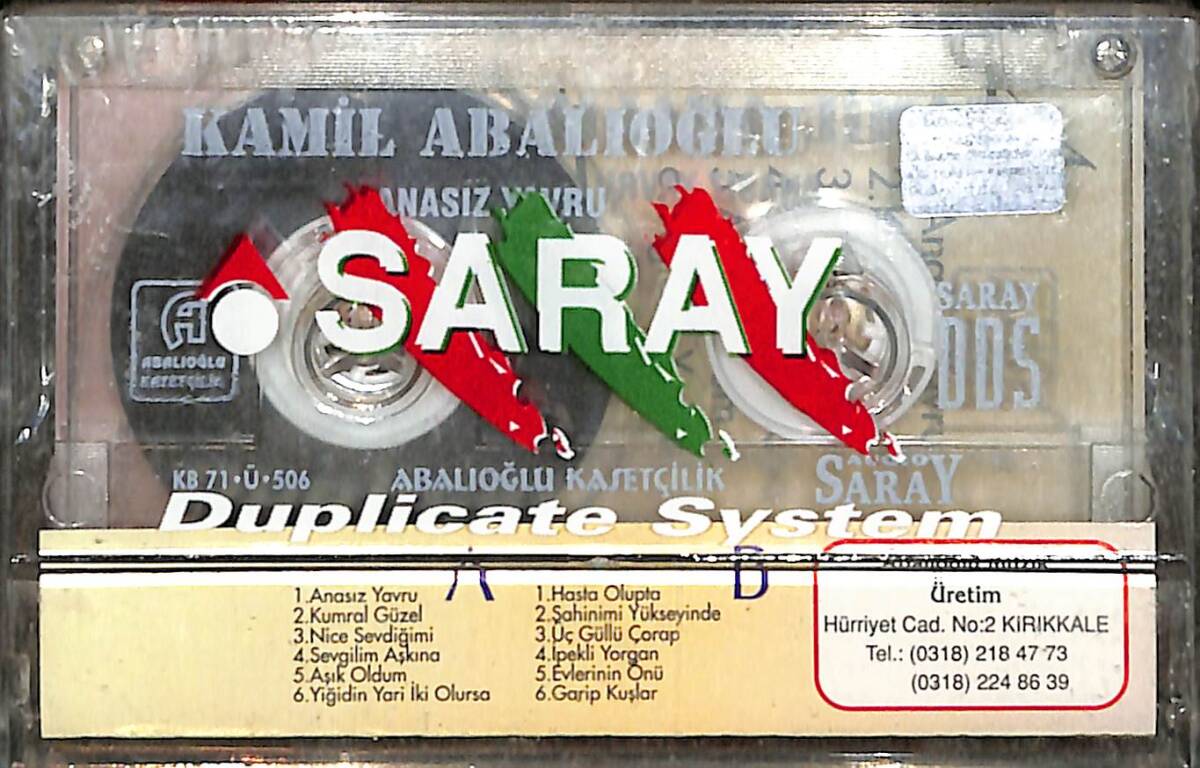 KAMİL ABALIOĞLU
ANASIZ YAVRU
SARAY
A
ABALIOĞLU
KASETÇİLİK
SARAY
DDS
KB 71·Ü·506
ABALIOĞLU KASETÇİLİK
SARAY
Duplicate System
A
1.Anasız Yavru
2.Kumral Güzel
3.Nice Sevdiğimi
4.Sevgilim Aşkına
5.Aşık Oldum
6.Yiğidin Yari İki Olursa
B
1.Hasta Olupta
2.Şahinimi Yükseyinde
3.Üç Güllü Çorap
4.İpekli Yorgan
5.Evlerinin Önü
6.Garip Kuşlar
Üretim
Hürriyet Cad. No:2 KIRIKKALE
Tel.: (0318) 218 47 73
(0318) 224 86 39